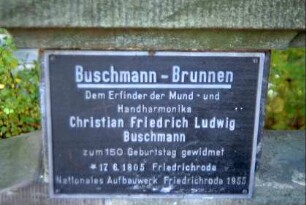 Buschmann-Brunnen
Dem Erfinder der Mund- und
Handharmonika
Christian Friedrich Ludwig
Buschmann
zum 150 Geburtstag gewidmet
* 17 6. 1805 Friedrichroda
Nationales Aufbauwerk Friedrichroda 1955